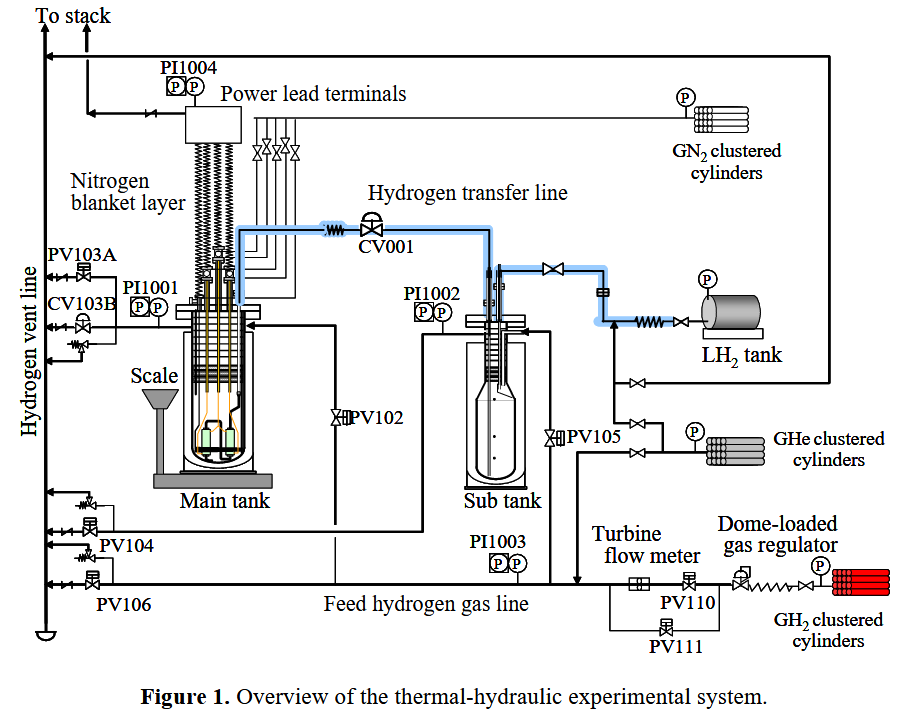 To stack
PI1004
P P
Power lead terminals
P
GN2 clustered
cylinders
Nitrogen
blanket layer
Hydrogen transfer line
CV001
PV103A
PI1001
P P
CV103B
PI1002
P P
P
LH2 tank
Hydrogen vent line
Scale
PV102
PV105
P
GHe clustered
cylinders
Main tank
Sub tank
PV104
PI1003
P P
Turbine
flow meter
Dome-loaded
gas regulator
P
PV106
Feed hydrogen gas line
PV110
GH2 clustered
cylinders
PV111
Figure 1. Overview of the thermal-hydraulic experimental system.